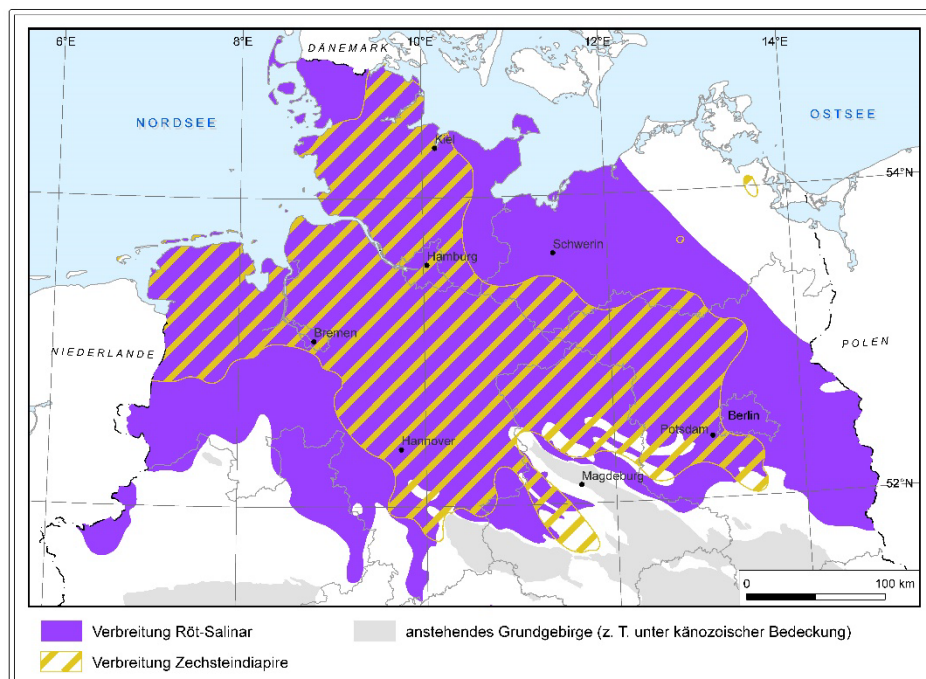 6°E 8°E 10°E 12°E 14°E
DÄNEMARK
NORDSEE
OSTSEE
Kiel
54°N
Schwerin
Hamburg
Bremen
NIEDERLANDE
POLEN
Berlin
Potsdam
Hannover
Magdeburg
52°N
0 100 km
Verbreitung Röt-Salinar
anstehendes Grundgebirge (z. T. unter känozoischer Bedeckung)
Verbreitung Zechsteindiapire